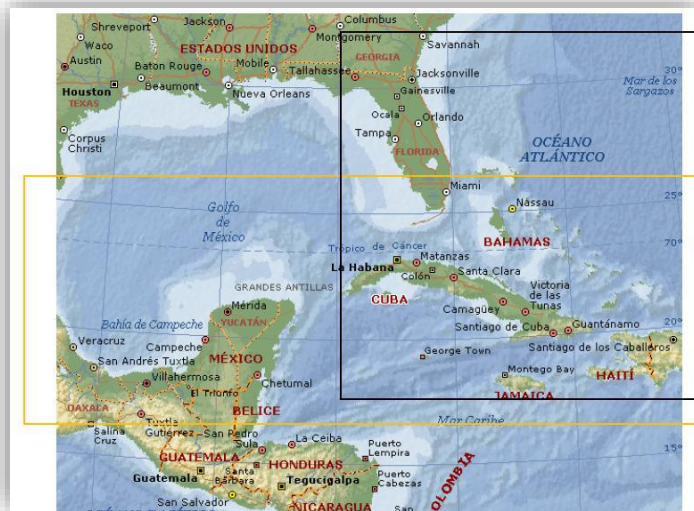 Shreveport
Jackson
Columbus
Waco
ESTADOS UNIDOS
Montgomery
Savannah
Austin
Baton Rouge
Mobile
Tallahassee
GEORGIA
Jacksonville
30°
Mar de los
Sargazos
Houston
Beaumont
Nueva Orleans
Gainesville
TEXAS
Ocala
Orlando
Corpus
Christi
Tampa
FLORIDA
OCÉANO
ATLÁNTICO
Miami
Nassau
25°
Golfo
de
México
BAHAMAS
70°
Trópico de Cáncer
La Habana
Matanzas
Colón
Santa Clara
GRANDES ANTILLAS
CUBA
Victoria
de las
Tunas
Camagüey
Mérida
YUCATÁN
Bahía de Campeche
20°
Santiago de Cuba
Guantánamo
Veracruz
Campeche
Santiago de los Caballeros
San Andrés Tuxtla
MÉXICO
George Town
Villahermosa
Chetumal
Montego Bay
HAITÍ
El Triunfo
JAMAICA
OAXACA
BELICE
Tuxtla
Gutiérrez
Mar Caribe
Salina
Cruz
San Pedro
Sula
La Ceiba
Puerto
Lempira
15°
GUATEMALA
HONDURAS
Santa
Bárbara
Guatemala
Tegucigalpa
Puerto
Cabezas
OLOMBIA
San Salvador
NICARAGUA
San